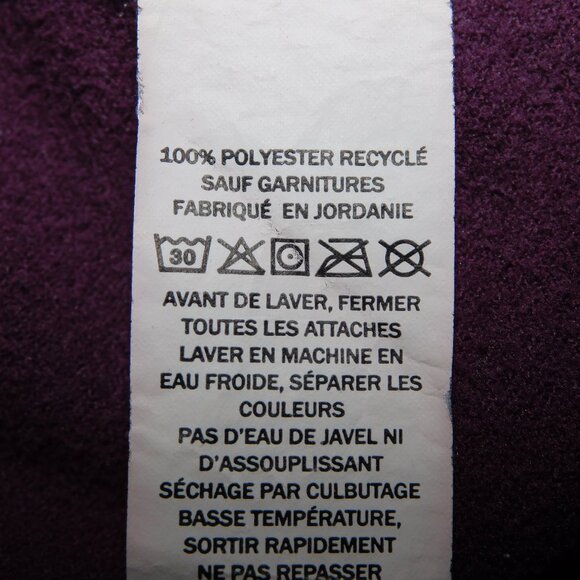 100% POLYESTER RECYCLÉ
SAUF GARNITURES
FABRIQUÉ EN JORDANIE
30
AVANT DE LAVER, FERMER
TOUTES LES ATTACHES
LAVER EN MACHINE EN
EAU FROIDE, SÉPARER LES
COULEURS
PAS D'EAU DE JAVEL NI
D'ASSOUPLISSANT
SÉCHAGE PAR CULBUTAGE
BASSE TEMPÉRATURE,
SORTIR RAPIDEMENT
NE PAS REPASSER